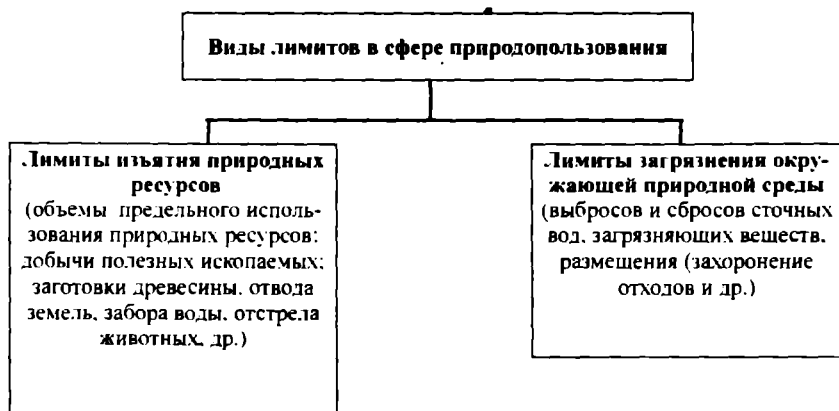 Виды лимитов в сфере природопользования
Лимиты изъятия природных
ресурсов
(объемы предельного исполь-
зования природных ресурсов:
добычи полезных ископаемых;
заготовки древесины. отвода
земель, забора воды, отстрела
животных, др.)
Лимиты загрязнения окру-
жающей природной среды
(выбросов и сбросов сточных
вод, загрязняющих веществ,
размещения (захоронение
отходов и др.)